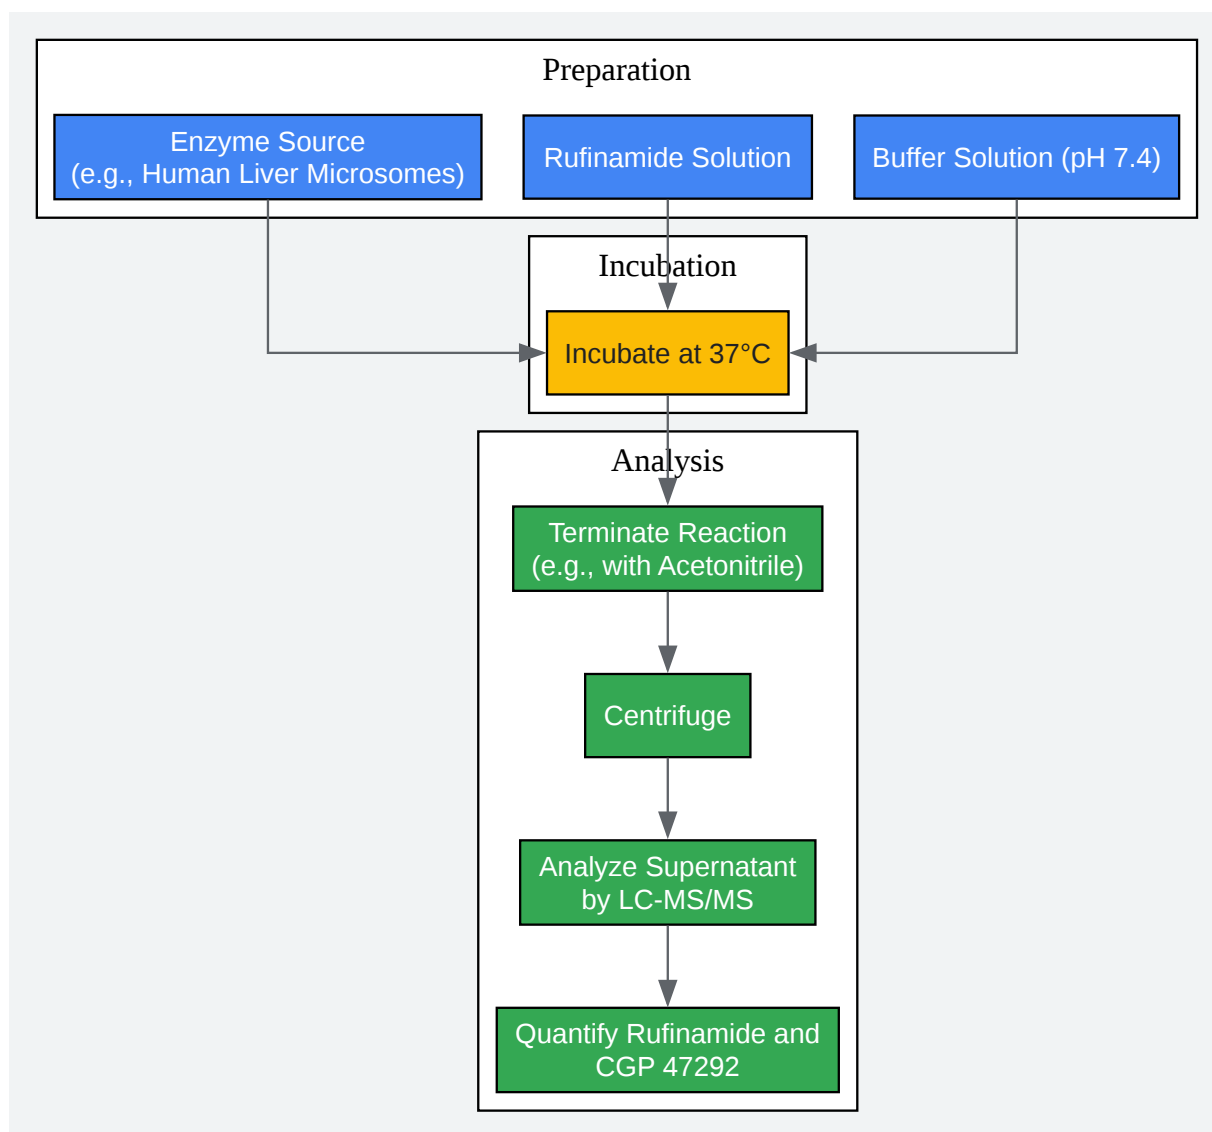 Preparation
Enzyme Source
(e.g., Human Liver Microsomes)
Rufinamide Solution
Buffer Solution (pH 7.4)
Incubation
Incubate at 37°C
Analysis
Terminate Reaction
(e.g., with Acetonitrile)
Centrifuge
Analyze Supernatant
by LC-MS/MS
Quantify Rufinamide and
CGP 47292